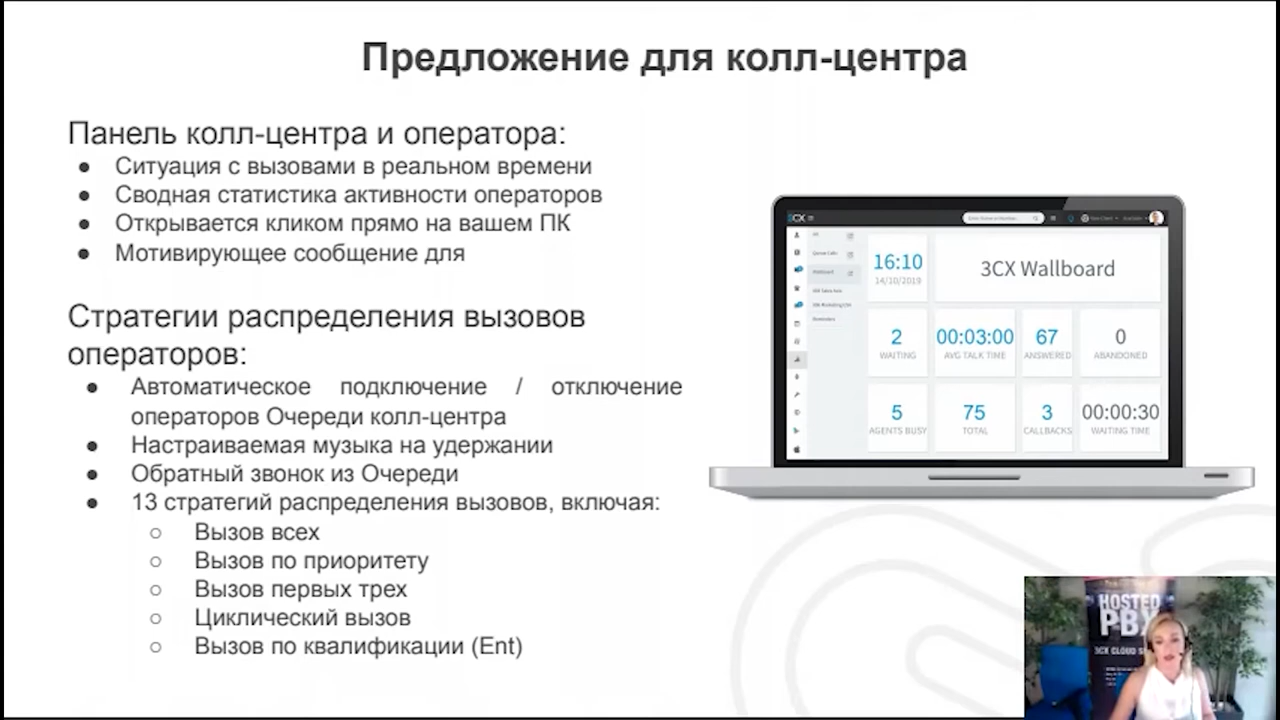 Предложение для колл-центра
Панель колл-центра и оператора:
● Ситуация с вызовами в реальном времени
● Сводная статистика активности операторов
● Открывается кликом прямо на вашем ПК
● Мотивирующее сообщение для
Стратегии распределения вызовов
операторов:
● Автоматическое подключение / отключение
операторов Очереди колл-центра
● Настраиваемая музыка на удержании
● Обратный звонок из Очереди
● 13 стратегий распределения вызовов, включая:
○ Вызов всех
○ Вызов по приоритету
○ Вызов первых трех
○ Циклический вызов
○ Вызов по квалификации (Ent)
3CX
16:10
14/10/2019
3CX Wallboard
2
WAITING
00:03:00
AVG TALK TIME
67
ANSWERED
0
ABANDONED
5
AGENTS BUSY
75
TOTAL
3
CALLBACKS
00:00:30
WAITING TIME
HOSTED
PBX
3CX CLOUD